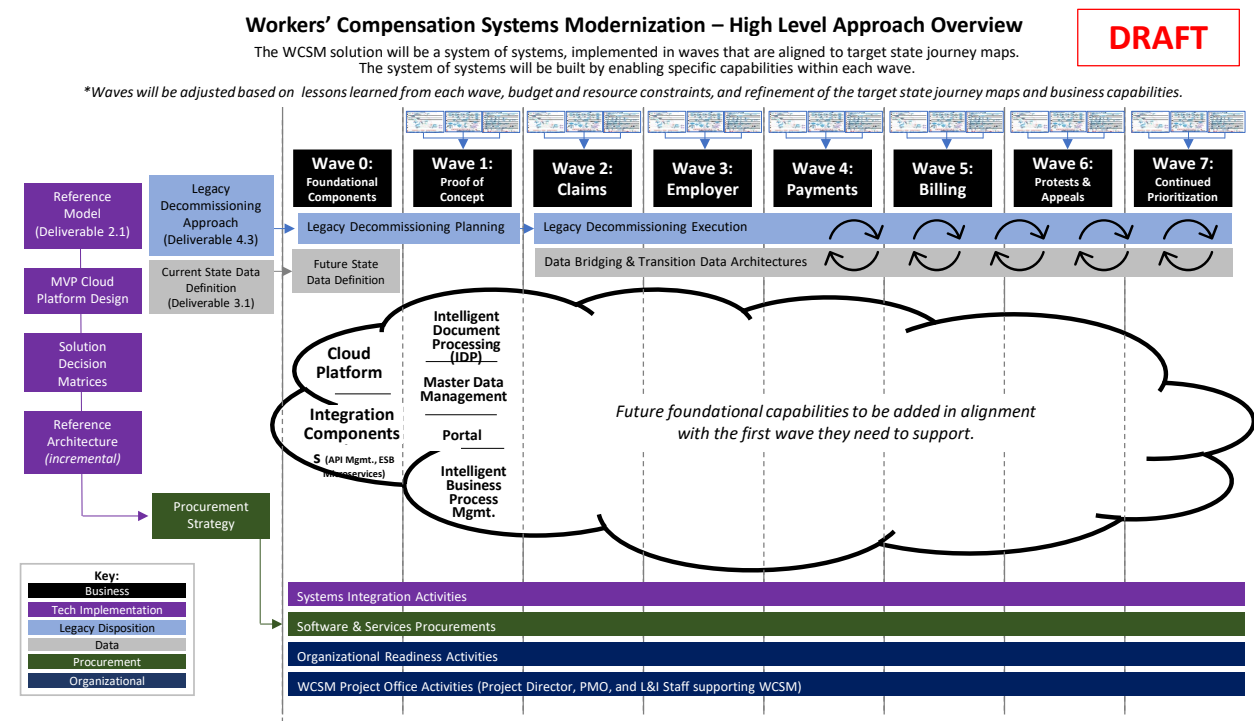 Workers’ Compensation Systems Modernization – High Level Approach Overview
DRAFT
The WCSM solution will be a system of systems, implemented in waves that are aligned to target state journey maps.
The system of systems will be built by enabling specific capabilities within each wave.
*Waves will be adjusted based on lessons learned from each wave, budget and resource constraints, and refinement of the target state journey maps and business capabilities.
Wave 0:
Foundational
Components
Wave 1:
Proof of
Concept
Wave 2:
Claims
Wave 3:
Employer
Wave 4:
Payments
Wave 5:
Billing
Wave 6:
Protests &
Appeals
Wave 7:
Continued
Prioritization
Reference
Model
(Deliverable 2.1)
Legacy
Decommissioning
Approach
(Deliverable 4.3)
Legacy Decommissioning Planning
Legacy Decommissioning Execution
MVP Cloud
Platform Design
Current State Data
Definition
(Deliverable 3.1)
Future State
Data Definition
Data Bridging & Transition Data Architectures
Solution
Decision
Matrices
Reference
Architecture
(incremental)
Procurement
Strategy
Cloud
Platform
Integration
Components
S (API Mgmt., ESB
Microservices)
Intelligent
Document
Processing
(IDP)
Master Data
Management
Portal
Intelligent
Business
Process
Mgmt.
Future foundational capabilities to be added in alignment
with the first wave they need to support.
Key:
Business
Tech Implementation
Legacy Disposition
Data
Procurement
Organizational
Systems Integration Activities
Software & Services Procurements
Organizational Readiness Activities
WCSM Project Office Activities (Project Director, PMO, and L&I Staff supporting WCSM)